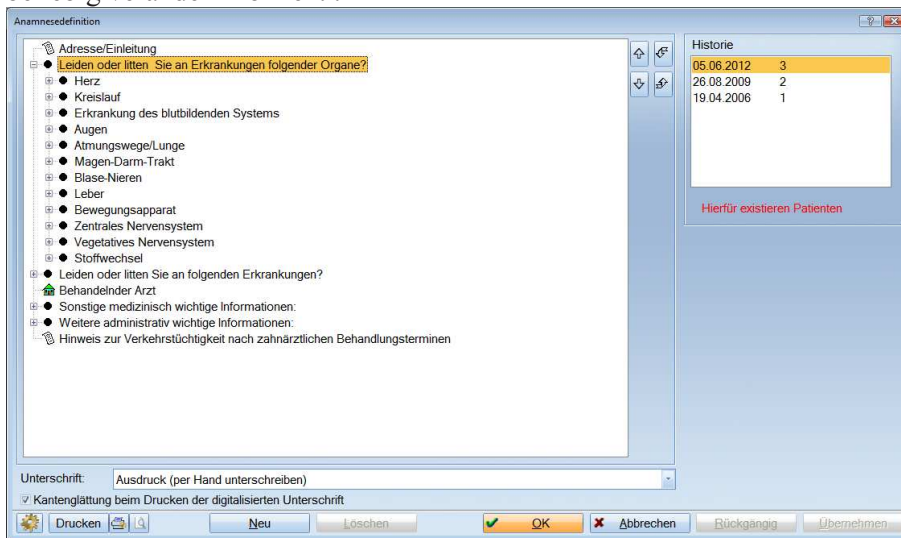 Anamnesedefinition
Adresse/Einleitung
Leiden oder litten Sie an Erkrankungen folgender Organe?
Herz
Kreislauf
Erkrankung des blutbildenden Systems
Augen
Atmungswege/Lunge
Magen-Darm-Trakt
Blase-Nieren
Leber
Bewegungsapparat
Zentrales Nervensystem
Vegetatives Nervensystem
Stoffwechsel
Leiden oder litten Sie an folgenden Erkrankungen?
Behandelnder Arzt
Sonstige medizinisch wichtige Informationen:
Weitere administrativ wichtige Informationen:
Hinweis zur Verkehrstüchtigkeit nach zahnärztlichen Behandlungsterminen
Historie
05.06.2012 3
26.08.2009 2
19.04.2006 1
Hierfür existieren Patienten
Unterschrift: Ausdruck (per Hand unterschreiben)
Kantenglättung beim Drucken der digitalisierten Unterschrift
Drucken Neu Löschen OK Abbrechen Rückgängig Übernehmen